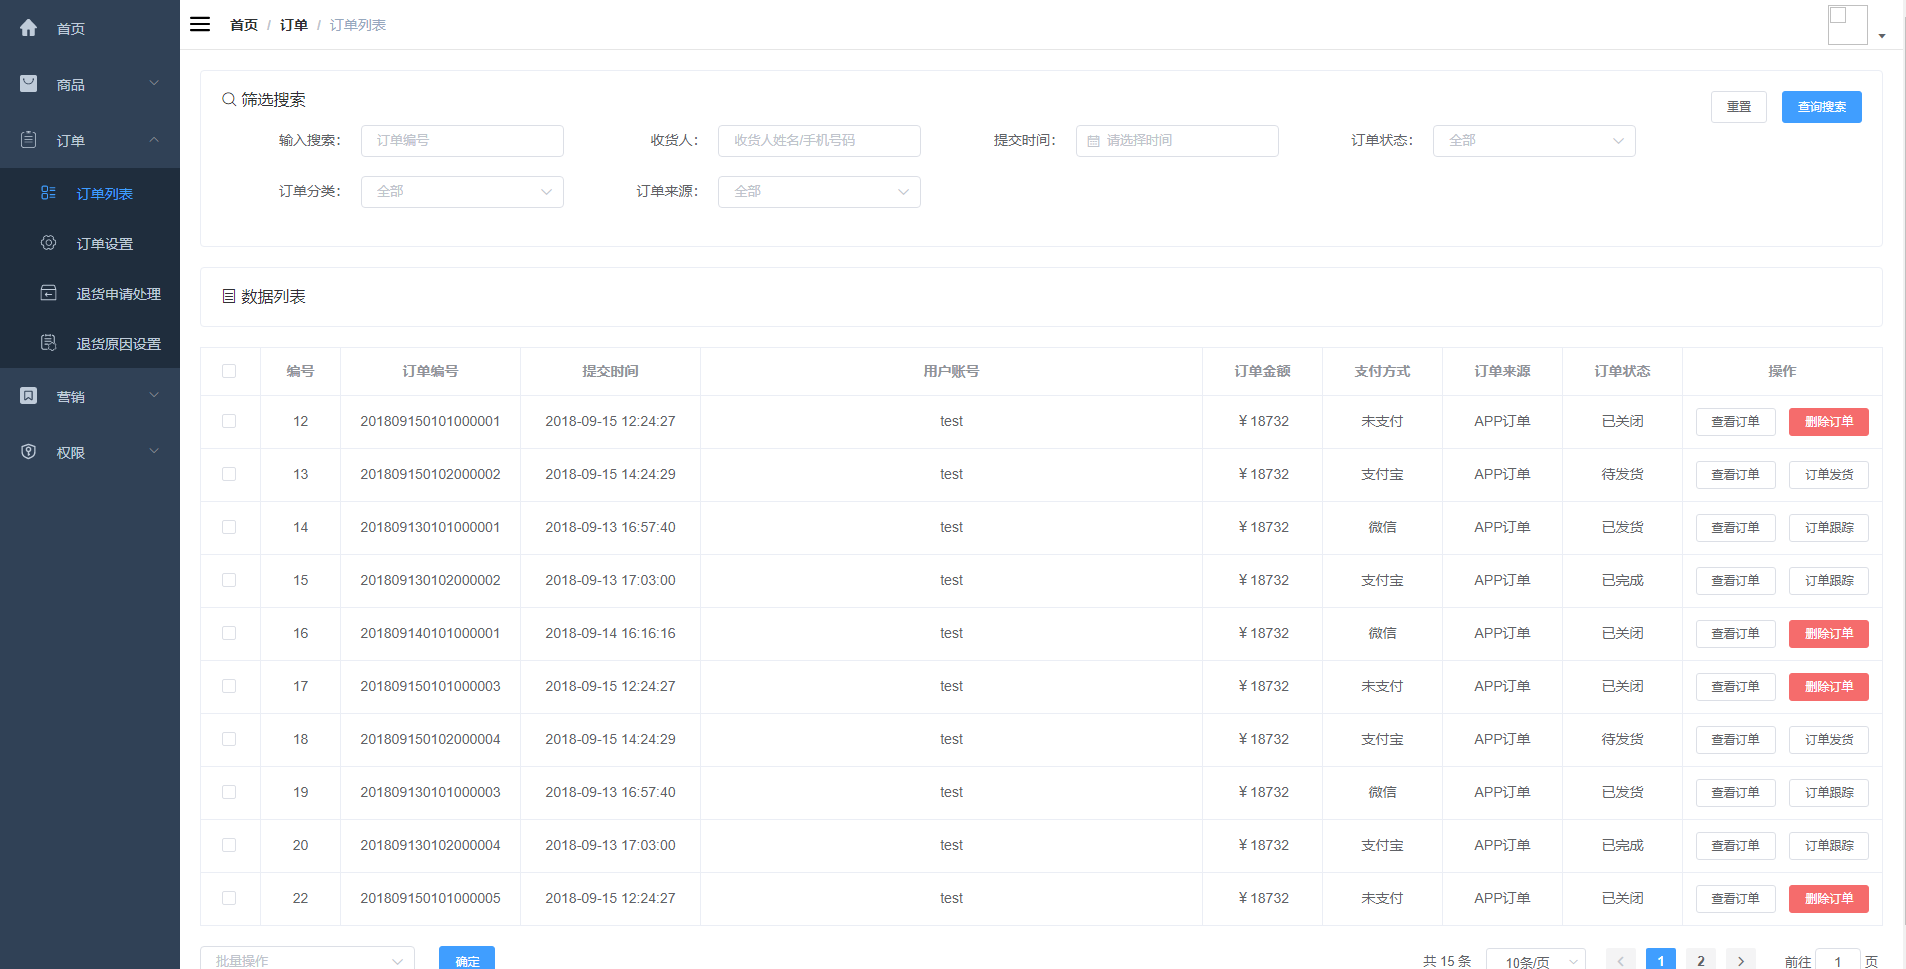 首页
商品
订单
订单列表
订单设置
退货申请处理
退货原因设置
营销
权限
首页 / 订单 / 订单列表
筛选搜索
重置 查询搜索
输入搜索： 订单编号 收货人： 收货人姓名/手机号码 提交时间： 请选择时间 订单状态： 全部
订单分类： 全部 订单来源： 全部
数据列表
编号 订单编号 提交时间 用户账号 订单金额 支付方式 订单来源 订单状态 操作
12 201809150101000001 2018-09-15 12:24:27 test ￥18732 未支付 APP订单 已关闭 查看订单 删除订单
13 201809150102000002 2018-09-15 14:24:29 test ￥18732 支付宝 APP订单 待发货 查看订单 订单发货
14 201809130101000001 2018-09-13 16:57:40 test ￥18732 微信 APP订单 已发货 查看订单 订单跟踪
15 201809130102000002 2018-09-13 17:03:00 test ￥18732 支付宝 APP订单 已完成 查看订单 订单跟踪
16 201809140101000001 2018-09-14 16:16:16 test ￥18732 微信 APP订单 已关闭 查看订单 删除订单
17 201809150101000003 2018-09-15 12:24:27 test ￥18732 未支付 APP订单 已关闭 查看订单 删除订单
18 201809150102000004 2018-09-15 14:24:29 test ￥18732 支付宝 APP订单 待发货 查看订单 订单发货
19 201809130101000003 2018-09-13 16:57:40 test ￥18732 微信 APP订单 已发货 查看订单 订单跟踪
20 201809130102000004 2018-09-13 17:03:00 test ￥18732 支付宝 APP订单 已完成 查看订单 订单跟踪
22 201809150101000005 2018-09-15 12:24:27 test ￥18732 未支付 APP订单 已关闭 查看订单 删除订单
批量操作 确定 共 15 条 10条/页 1 2 前往 1 页